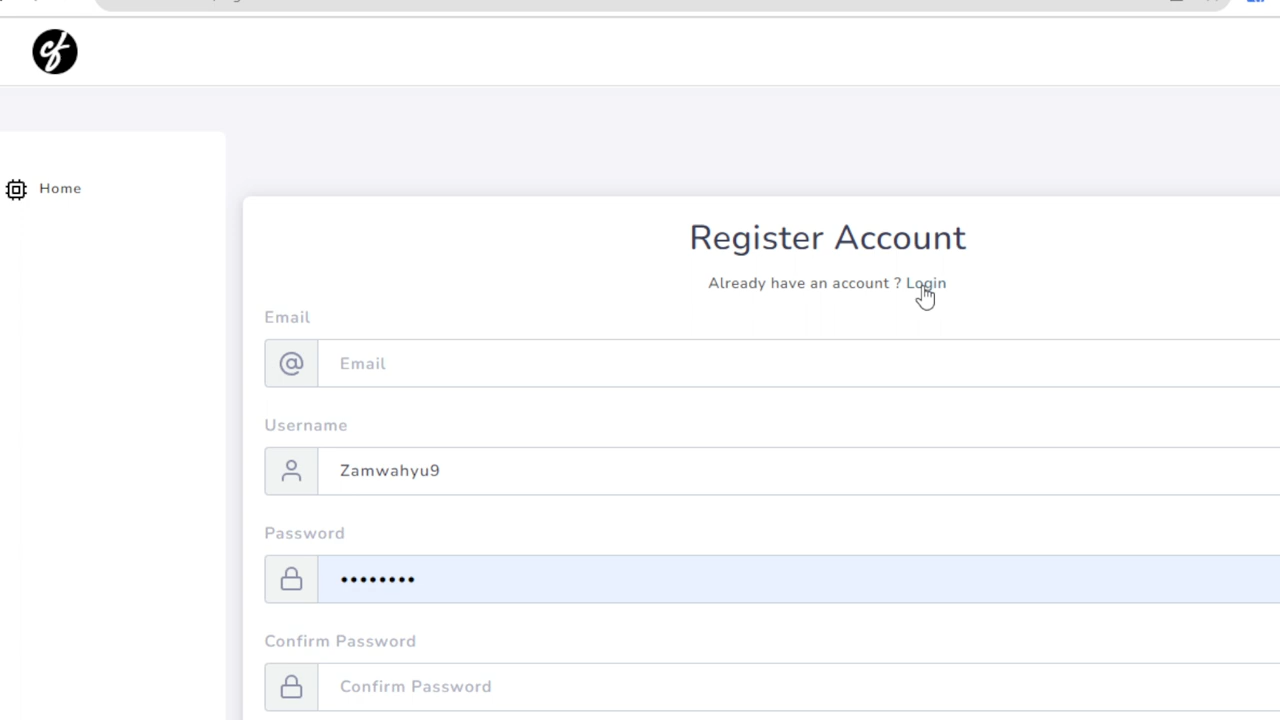 Home
Register Account
Already have an account ? Login
Email
Email
Username
Zamwahyu9
Password
••••••••
Confirm Password
Confirm Password